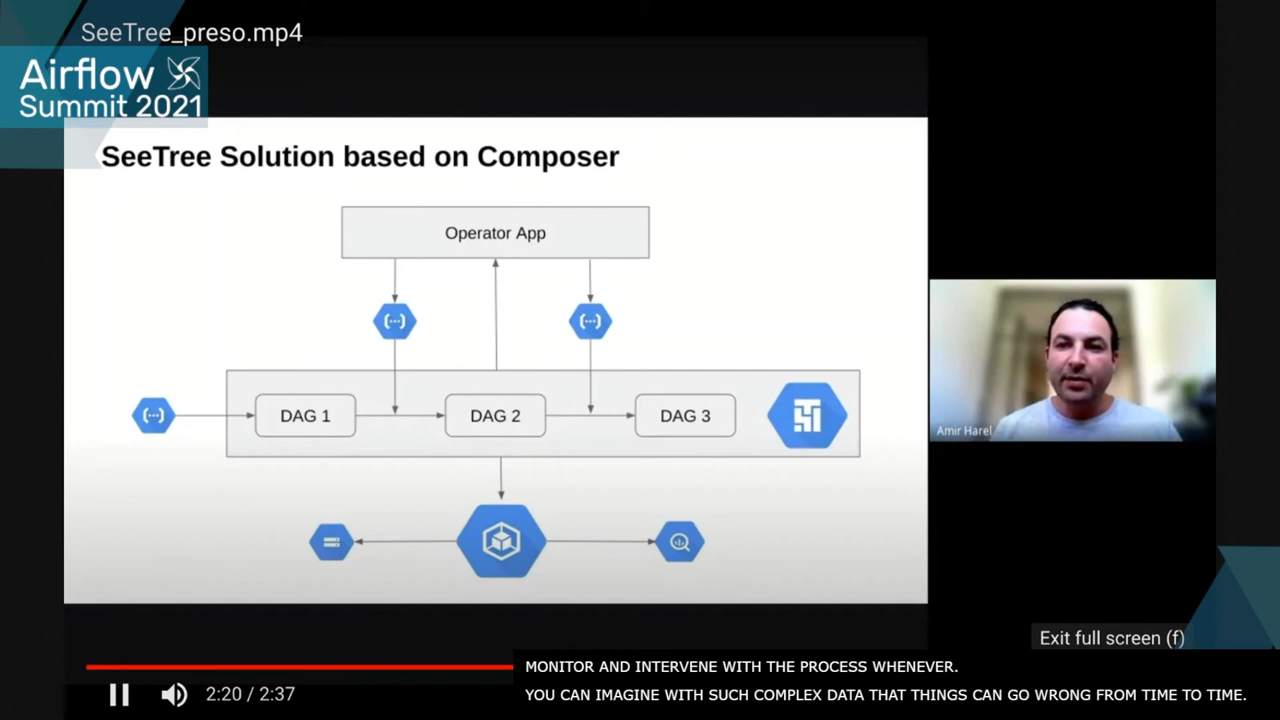 SeeTree_preso.mp4
Airflow
Summit 2021
SeeTree Solution based on Composer
Operator App
DAG 1
DAG 2
DAG 3
Amir Harel
Exit full screen (f)
MONITOR AND INTERVENE WITH THE PROCESS WHENEVER.
YOU CAN IMAGINE WITH SUCH COMPLEX DATA THAT THINGS CAN GO WRONG FROM TIME TO TIME.
2:20 / 2:37